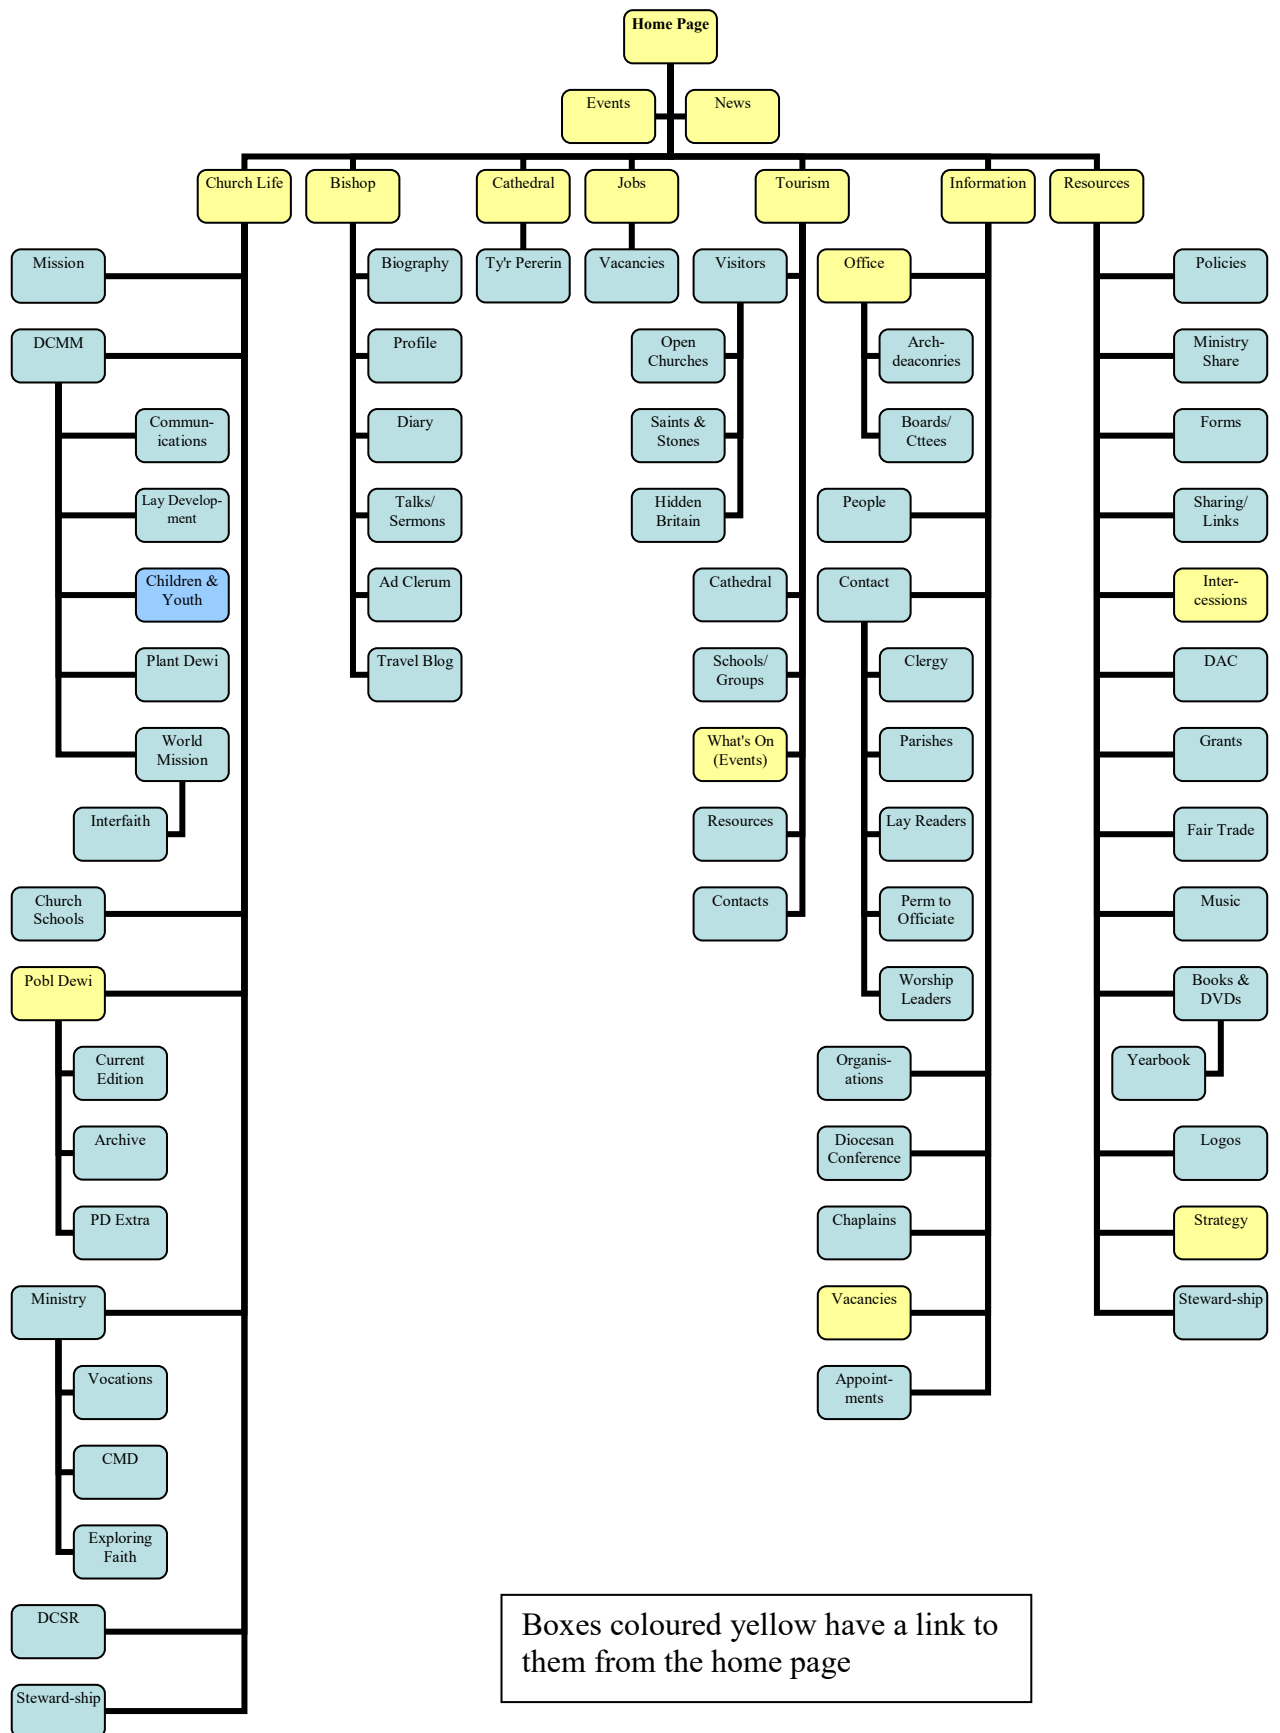 Home Page
Events
News
Church Life
Bishop
Cathedral
Jobs
Tourism
Information
Resources
Mission
DCMM
Commun-
ications
Lay Develop-
ment
Children &
Youth
Plant Dewi
World
Mission
Interfaith
Church
Schools
Pobl Dewi
Current
Edition
Archive
PD Extra
Ministry
Vocations
CMD
Exploring
Faith
DCSR
Steward-ship
Biography
Profile
Diary
Talks/
Sermons
Ad Clerum
Travel Blog
Ty'r Pererin
Vacancies
Visitors
Open
Churches
Saints &
Stones
Hidden
Britain
Cathedral
Schools/
Groups
What's On
(Events)
Resources
Contacts
Office
Arch-
deaconries
Boards/
Cttees
People
Contact
Clergy
Parishes
Lay Readers
Perm to
Officiate
Worship
Leaders
Organis-
ations
Diocesan
Conference
Chaplains
Vacancies
Appoint-
ments
Policies
Ministry
Share
Forms
Sharing/
Links
Inter-
cessions
DAC
Grants
Fair Trade
Music
Books &
DVDs
Yearbook
Logos
Strategy
Steward-ship
Boxes coloured yellow have a link to
them from the home page